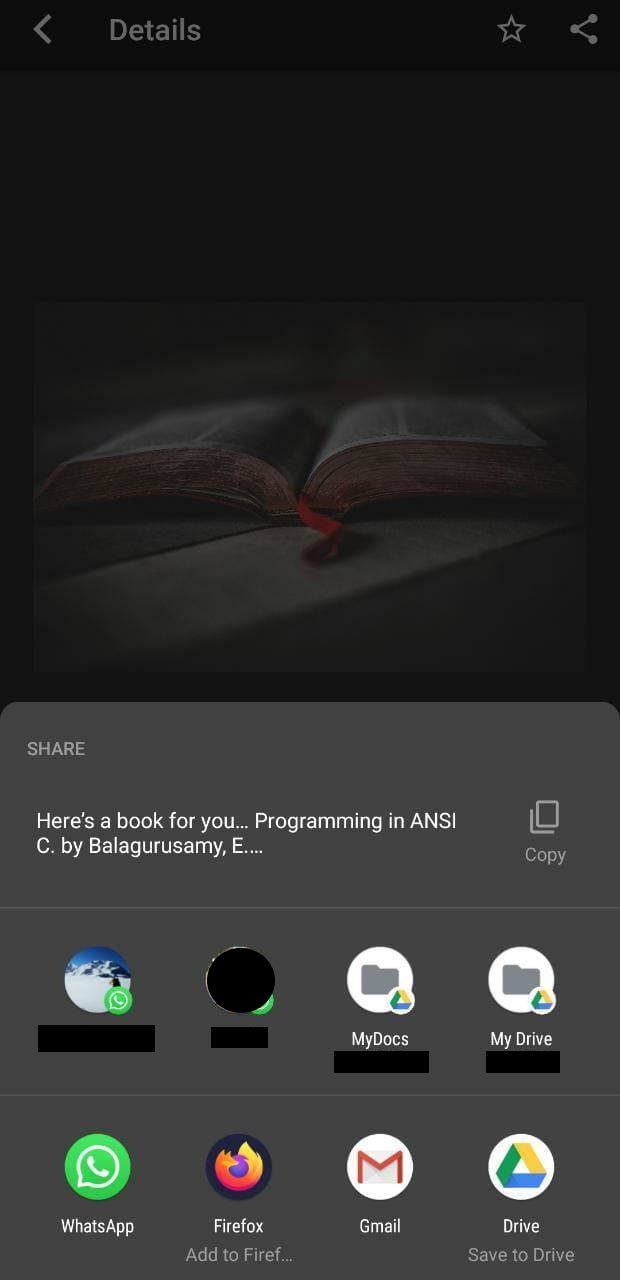 Details
SHARE
Here's a book for you... Programming in ANSI
C. by Balagurusamy, E....
Copy
MyDocs
My Drive
WhatsApp
Firefox
Gmail
Drive
Add to Firef...
Save to Drive